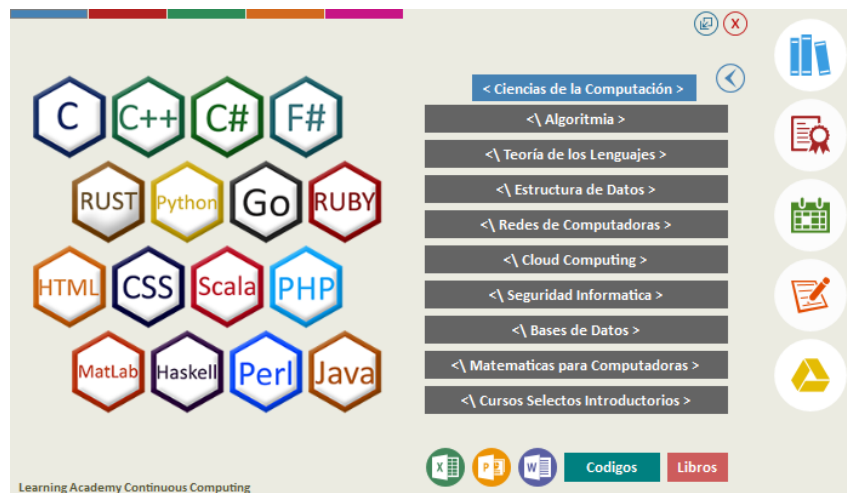 X
< Ciencias de la Computación >
C
C++
C#
F#
<\ Algoritmia >
<\ Teoría de los Lenguajes >
RUST
Python
Go
RUBY
<\ Estructura de Datos >
<\ Redes de Computadoras >
HTML
CSS
Scala
PHP
<\ Cloud Computing >
<\ Seguridad Informatica >
<\ Bases de Datos >
MatLab
Haskell
Perl
Java
<\ Matematicas para Computadoras >
<\ Cursos Selectos Introductorios >
X
P
W
Codigos
Libros
Learning Academy Continuous Computing